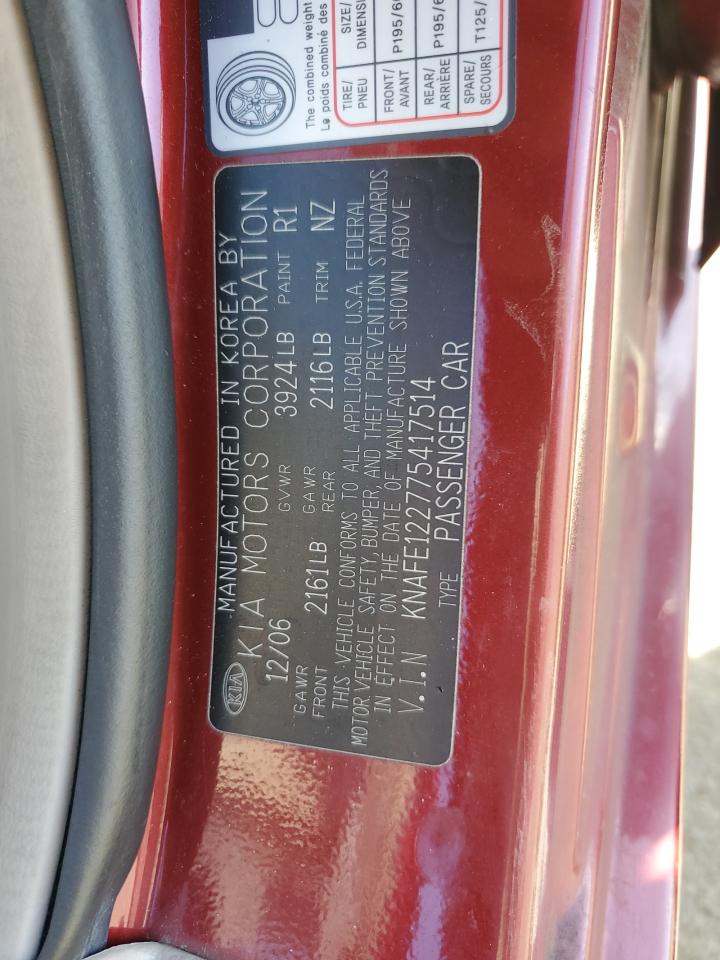 The combined weight
Le poids combiné des
TIRE/ PNEU
SIZE/ DIMENSI
FRONT/ AVANT
P195/6
REAR/ ARRIÈRE
P195/6
SPARE/ SECOURS
T125/
KIA
MANUFACTURED IN KOREA BY
KIA MOTORS CORPORATION
12/06 GVWR 3924LB PAINT R1
GAWR FRONT 2161LB GAWR REAR 2116LB TRIM NZ
THIS VEHICLE CONFORMS TO ALL APPLICABLE U.S.A. FEDERAL
MOTOR VEHICLE SAFETY, BUMPER, AND THEFT PREVENTION STANDARDS
IN EFFECT ON THE DATE OF MANUFACTURE SHOWN ABOVE
V.I.N KNAFE122775417514
TYPE PASSENGER CAR